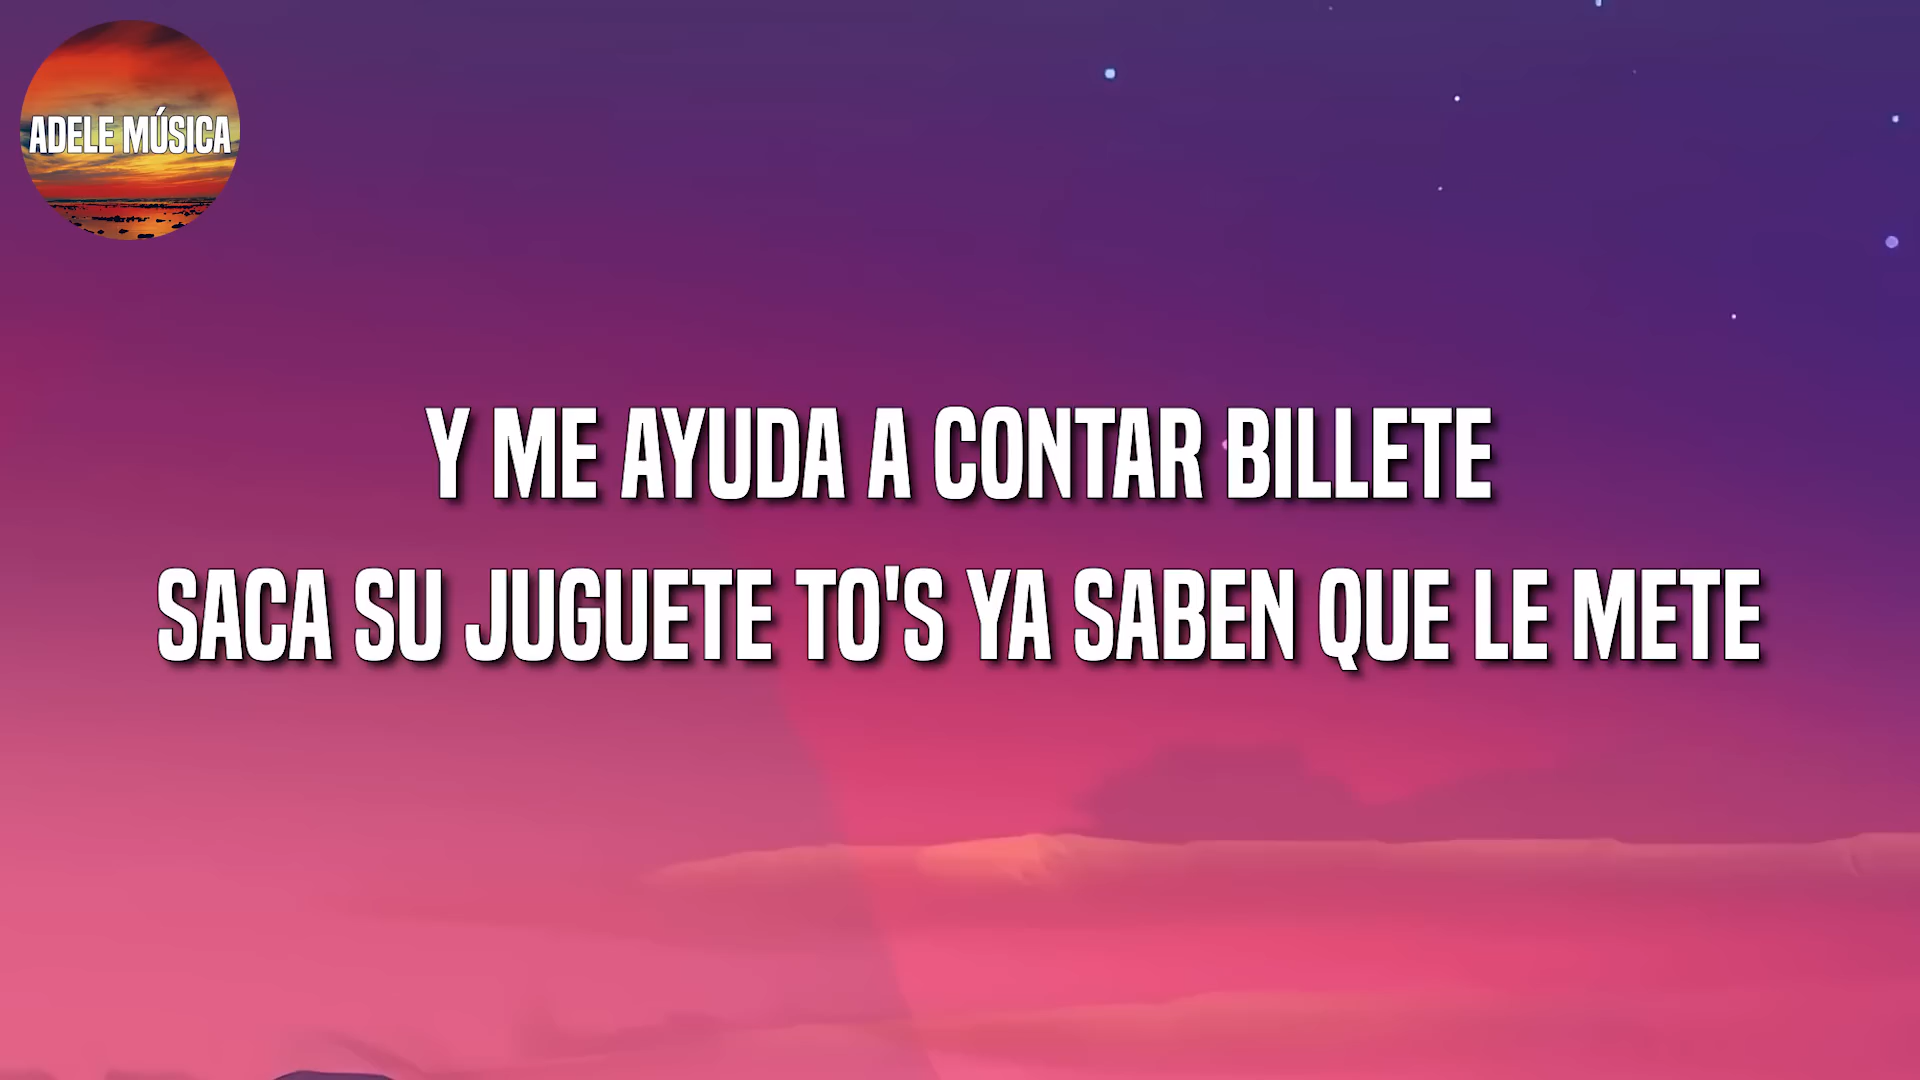 ADELE MÚSICA
Y ME AYUDA A CONTAR BILLETE
SACA SU JUGUETE TO'S YA SABEN QUE LE METE